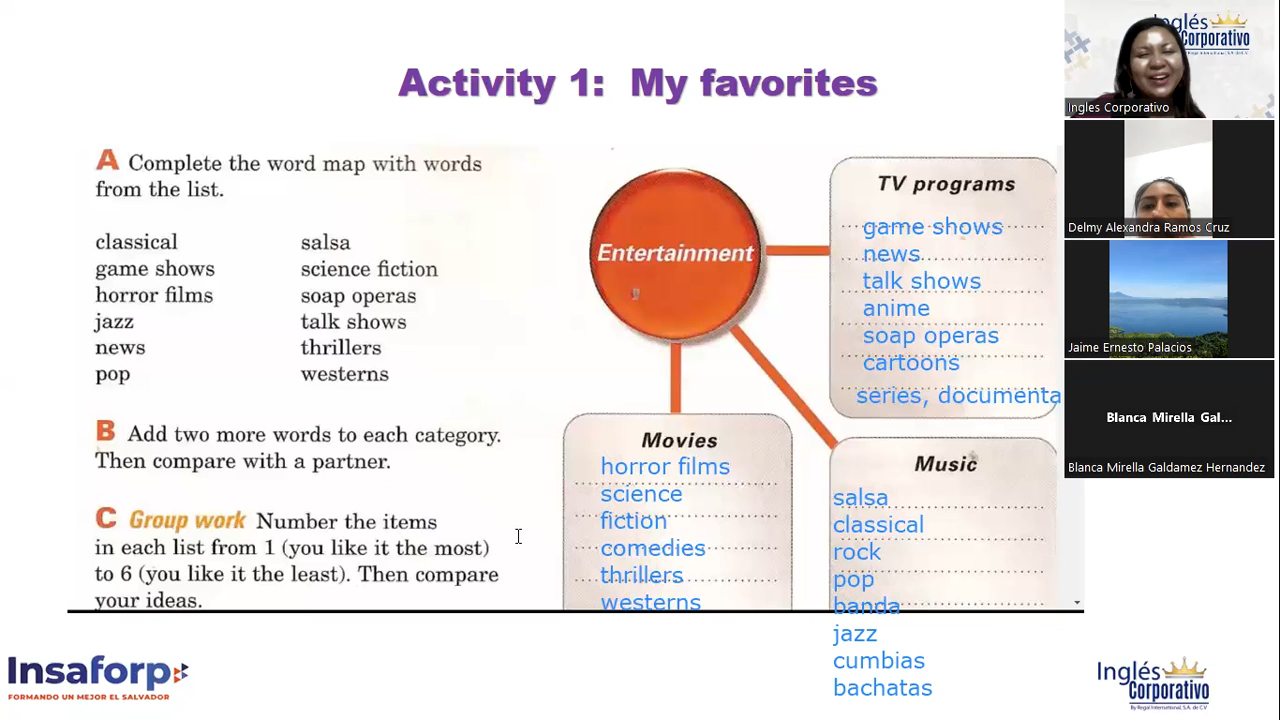 Activity 1: My favorites
A Complete the word map with words
from the list.
classical
game shows
horror films
jazz
news
pop
salsa
science fiction
soap operas
talk shows
thrillers
westerns
B Add two more words to each category.
Then compare with a partner.
C Group work Number the items
in each list from 1 (you like it the most)
to 6 (you like it the least). Then compare
your ideas.
Entertainment
TV programs
game shows
news
talk shows
anime
soap operas
cartoons
series, documenta
Movies
horror films
science
fiction
comedies
thrillers
westerns
Music
salsa
classical
rock
pop
banda
jazz
cumbias
bachatas
Inglés
Corporativo
Ingles Corporativo
Delmy Alexandra Ramos Cruz
Jaime Ernesto Palacios
Blanca Mirella Gal...
Blanca Mirella Galdamez Hernandez
Insaforp
FORMANDO UN MEJOR EL SALVADOR
Inglés
Corporativo
By Regal International, S.A. de C.V